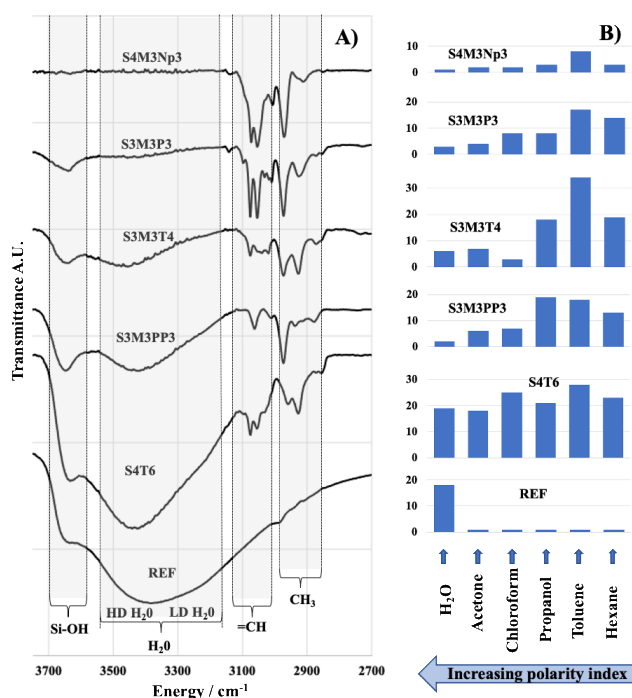 A)
S4M3Np3
S3M3P3
S3M3T4
S3M3PP3
S4T6
REF
HD H₂0 LD H₂0
Si-OH
H₂0
=CH
CH₃
Transmittance A.U.
3700 3500 3300 3100 2900 2700
Energy / cm⁻¹
B)
10
0
S4M3Np3
20
10
0
S3M3P3
40
30
20
10
0
S3M3T4
20
10
0
S3M3PP3
30
20
10
0
S4T6
20
10
0
REF
H₂O
Acetone
Chloroform
Propanol
Toluene
Hexane
Increasing polarity index